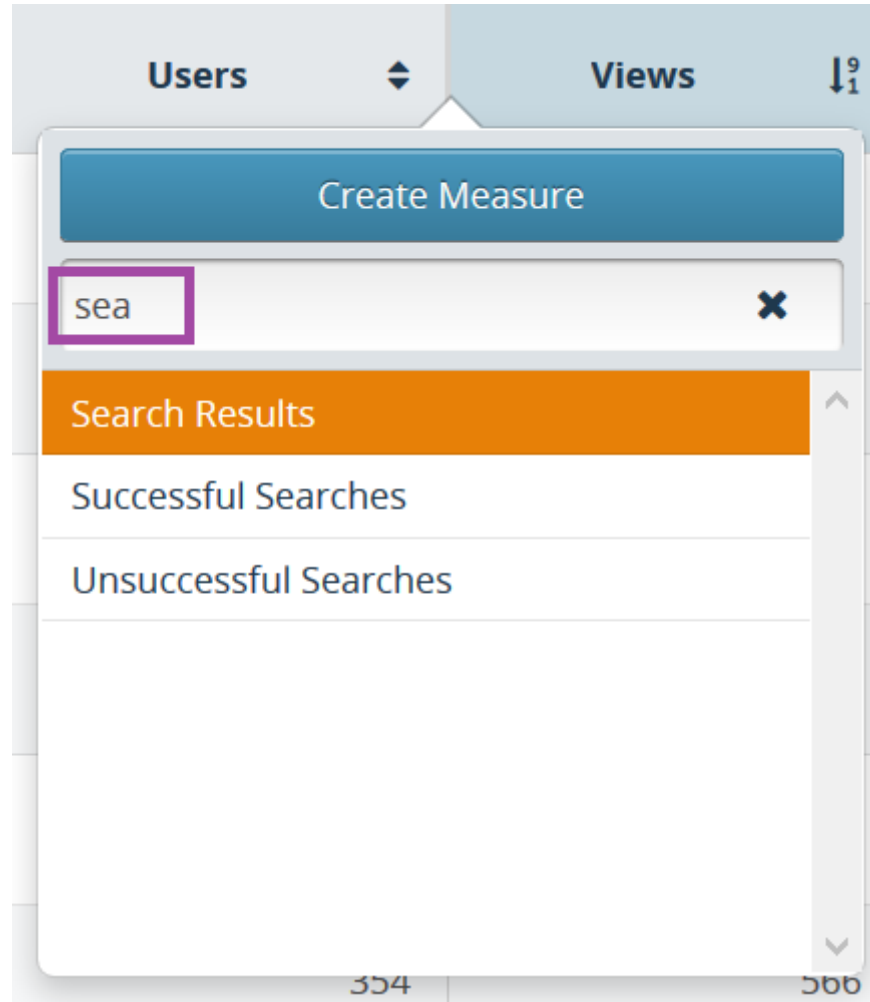 Users Views
Create Measure
sea
Search Results
Successful Searches
Unsuccessful Searches
354 566